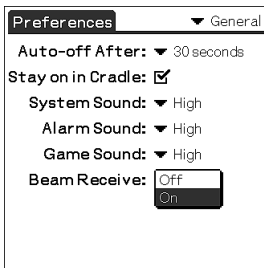 Preferences ▼ General
Auto-off After: ▼ 30 seconds
Stay on in Cradle: ☑
System Sound: ▼ High
Alarm Sound: ▼ High
Game Sound: ▼ High
Beam Receive: Off
On